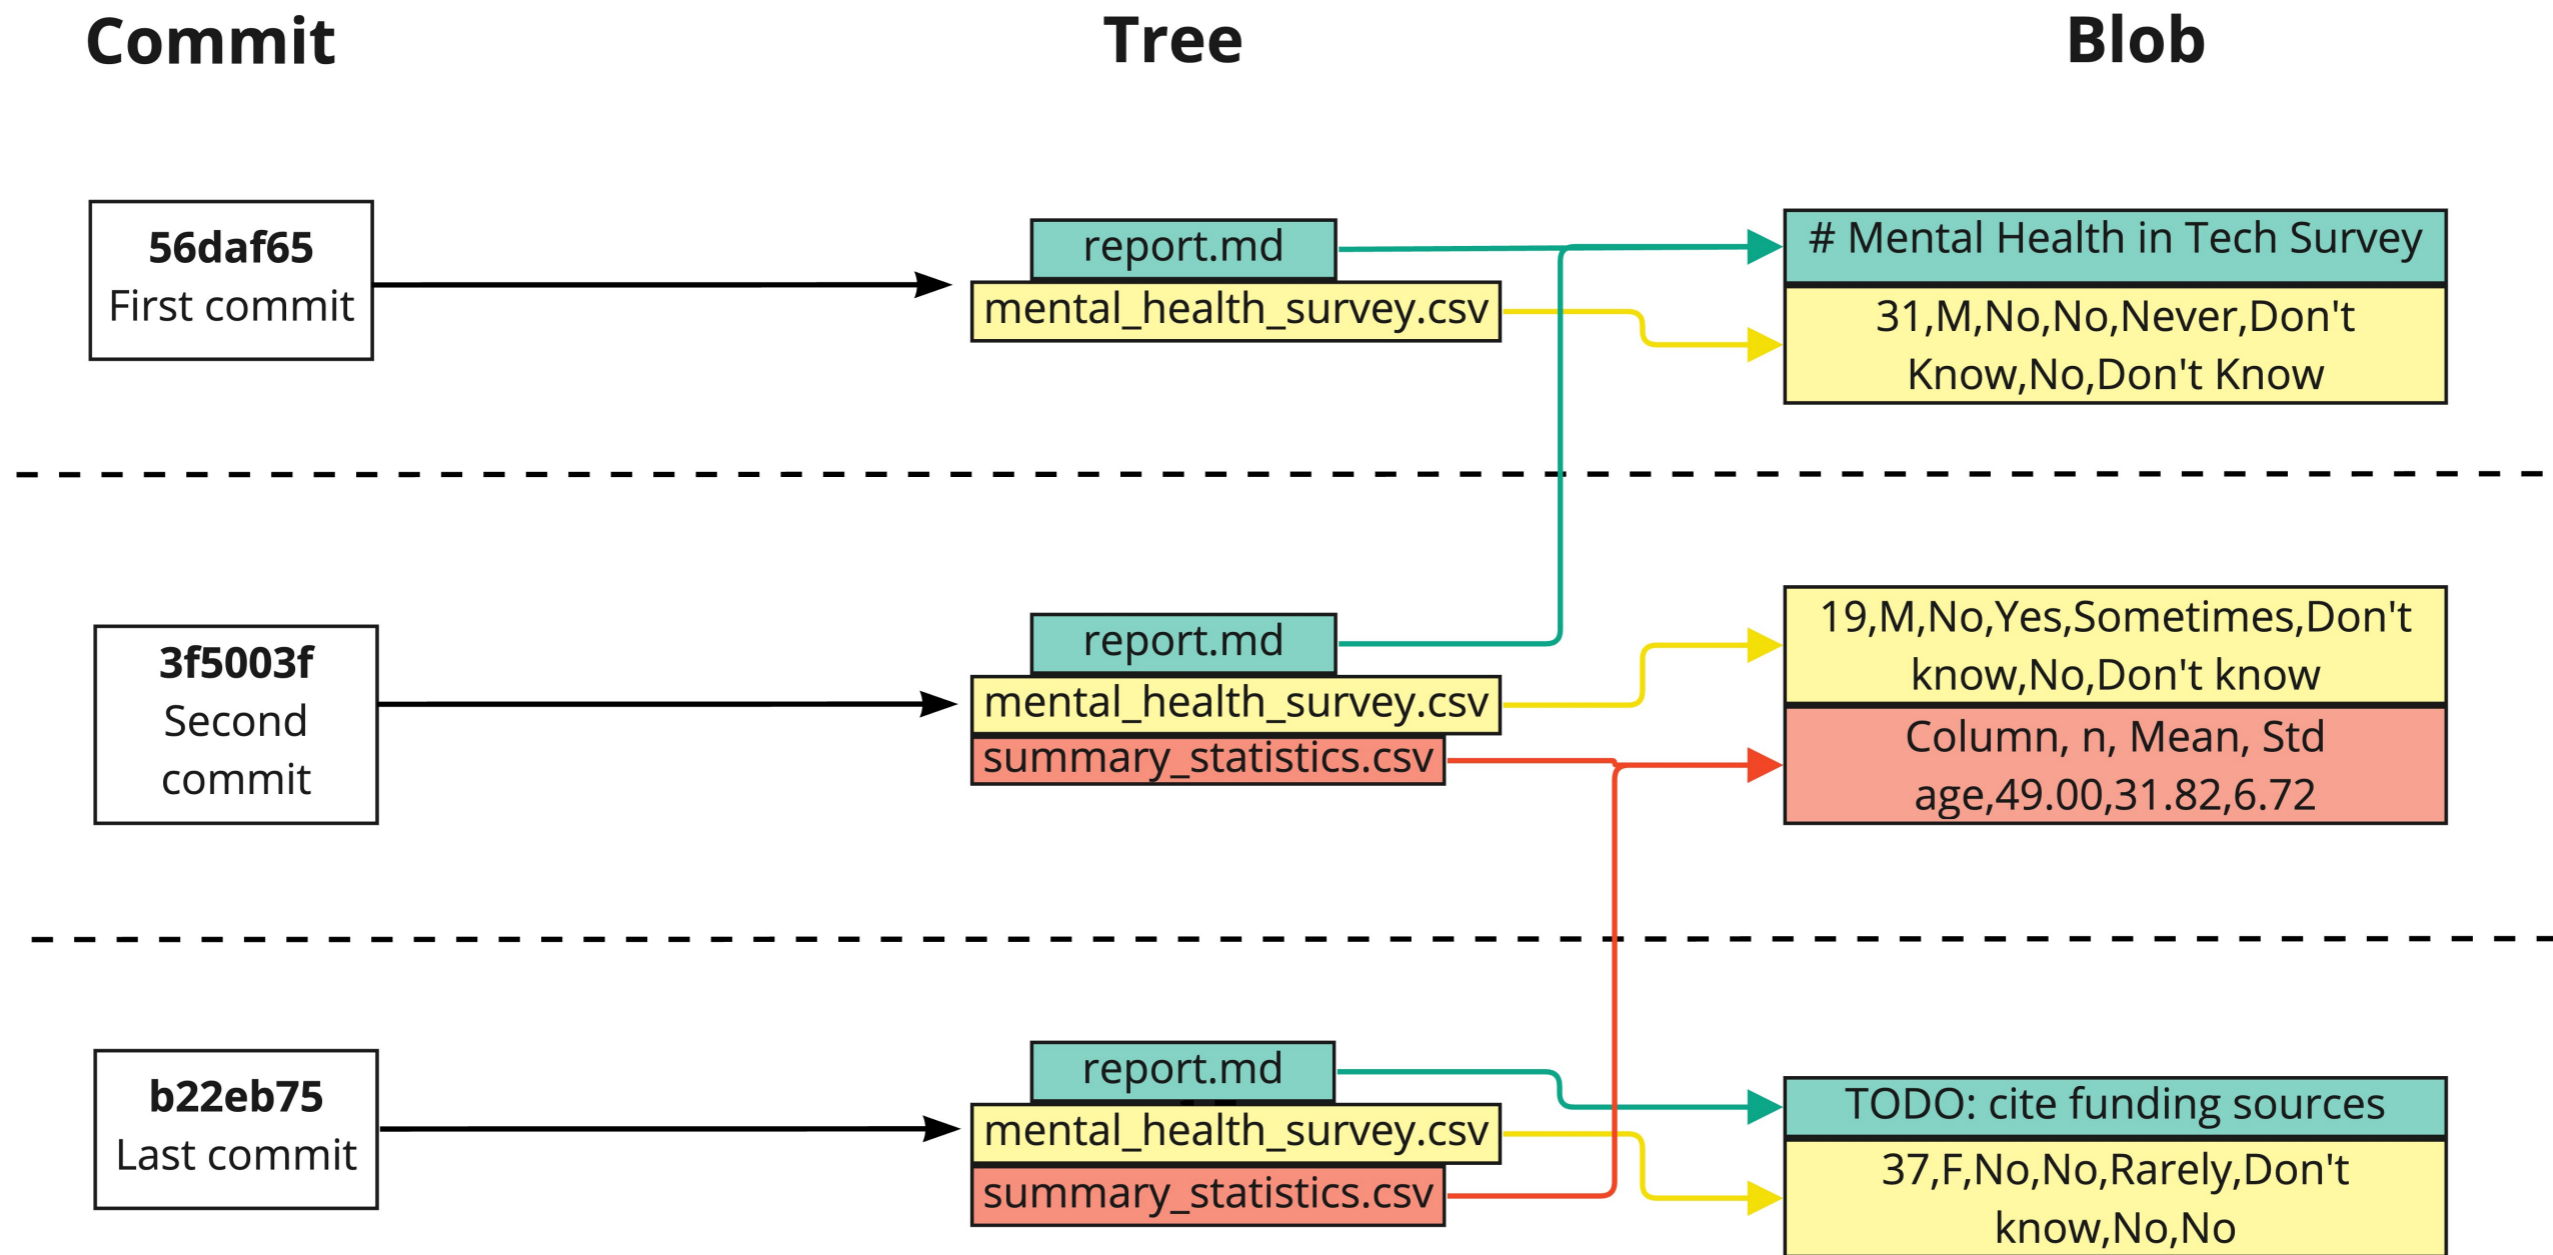 Commit
Tree
Blob
56daf65
First commit
report.md
mental_health_survey.csv
# Mental Health in Tech Survey
31,M,No,No,Never,Don't
Know,No,Don't Know
3f5003f
Second
commit
report.md
mental_health_survey.csv
summary_statistics.csv
19,M,No,Yes,Sometimes,Don't
know,No,Don't know
Column, n, Mean, Std
age,49.00,31.82,6.72
b22eb75
Last commit
report.md
mental_health_survey.csv
summary_statistics.csv
TODO: cite funding sources
37,F,No,No,Rarely,Don't
know,No,No